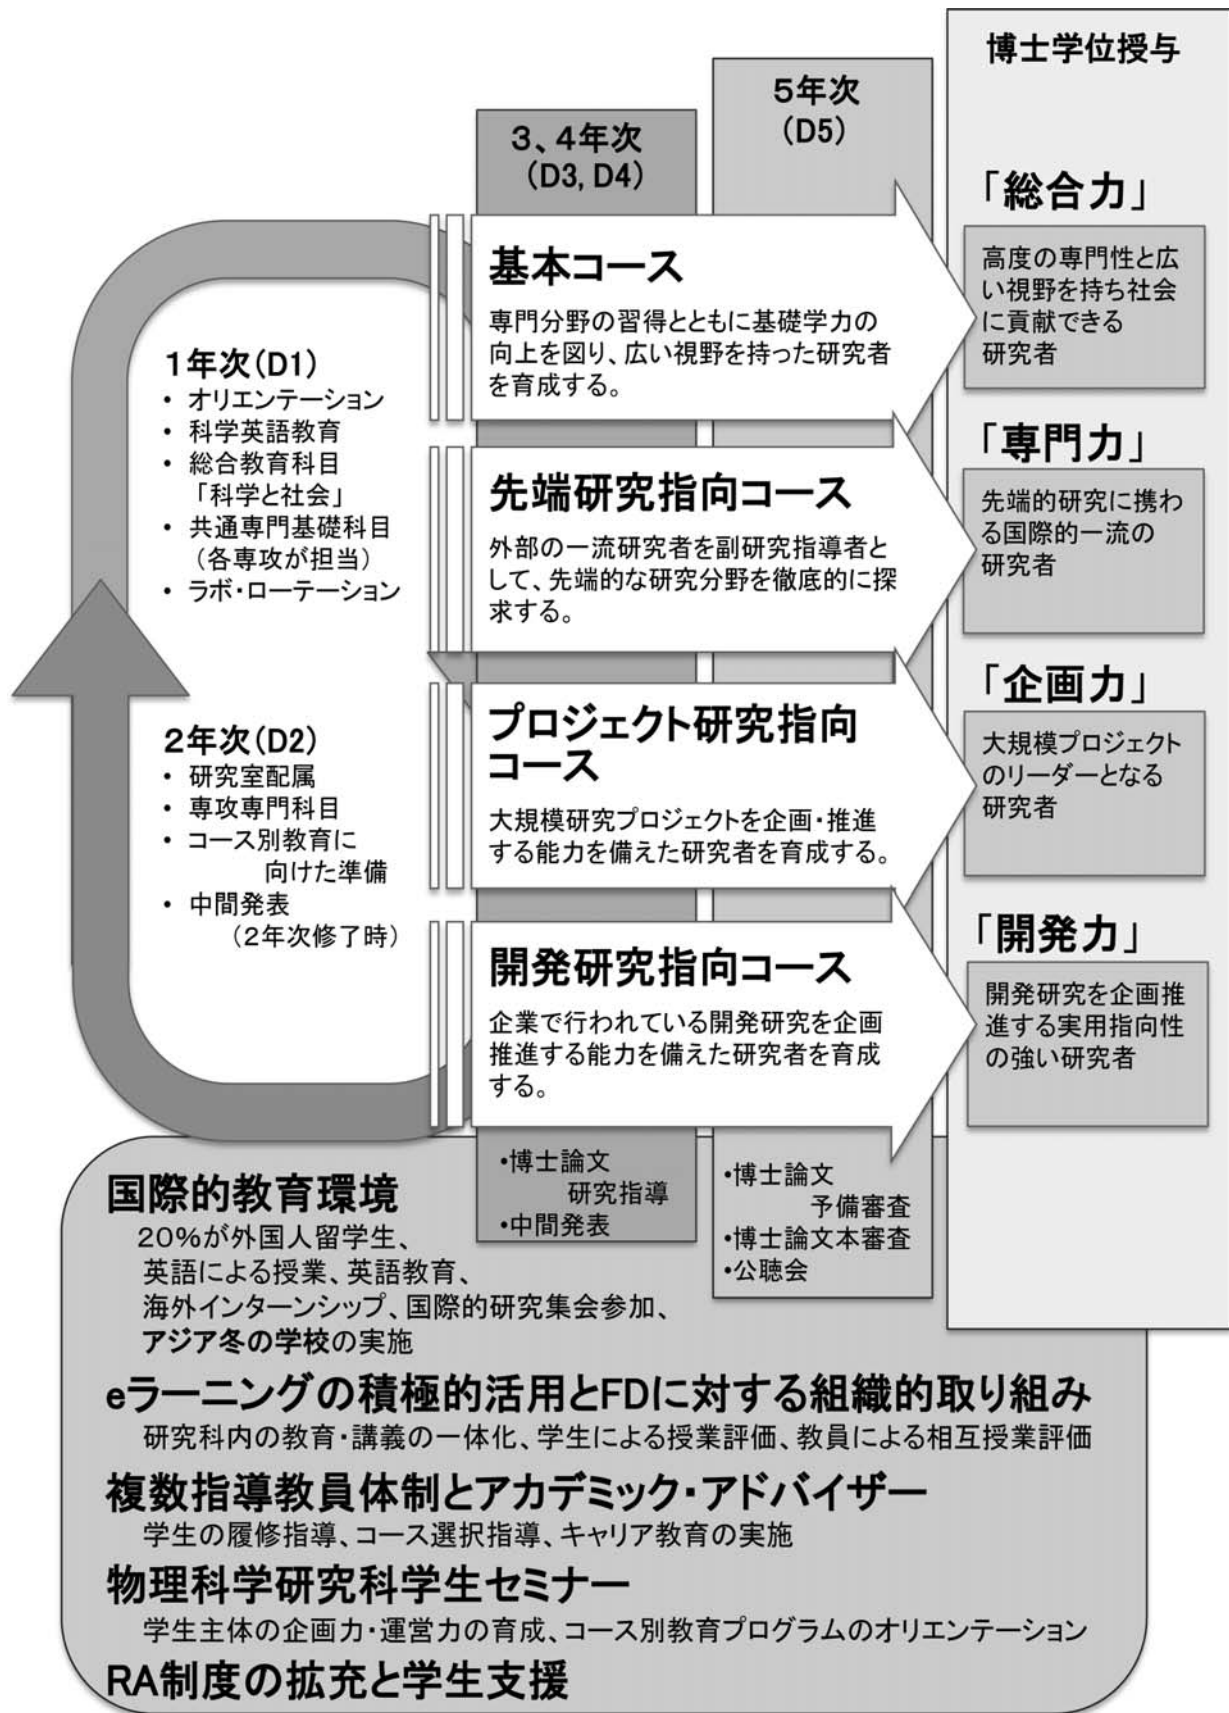 博士学位授与
5年次
(D5)
3、4年次
(D3, D4)
1年次(D1)
• オリエンテーション
• 科学英語教育
• 総合教育科目
「科学と社会」
• 共通専門基礎科目
(各専攻が担当)
• ラボ・ローテーション
2年次(D2)
• 研究室配属
• 専攻専門科目
• コース別教育に
向けた準備
• 中間発表
(2年次修了時)
基本コース
専門分野の習得とともに基礎学力の
向上を図り、広い視野を持った研究者
を育成する。
「総合力」
高度の専門性と広
い視野を持ち社会
に貢献できる
研究者
先端研究指向コース
外部の一流研究者を副研究指導者と
して、先端的な研究分野を徹底的に探
求する。
「専門力」
先端的研究に携わ
る国際的一流の
研究者
プロジェクト研究指向
コース
大規模研究プロジェクトを企画・推進
する能力を備えた研究者を育成する。
「企画力」
大規模プロジェクト
のリーダーとなる
研究者
開発研究指向コース
企業で行われている開発研究を企画
推進する能力を備えた研究者を育成
する。
「開発力」
開発研究を企画推
進する実用指向性
の強い研究者
•博士論文
研究指導
•中間発表
•博士論文
予備審査
•博士論文本審査
•公聴会
国際的教育環境
20%が外国人留学生、
英語による授業、英語教育、
海外インターンシップ、国際的研究集会参加、
アジア冬の学校の実施
eラーニングの積極的活用とFDに対する組織的取り組み
研究科内の教育・講義の一体化、学生による授業評価、教員による相互授業評価
複数指導教員体制とアカデミック・アドバイザー
学生の履修指導、コース選択指導、キャリア教育の実施
物理科学研究科学生セミナー
学生主体の企画力・運営力の育成、コース別教育プログラムのオリエンテーション
RA制度の拡充と学生支援